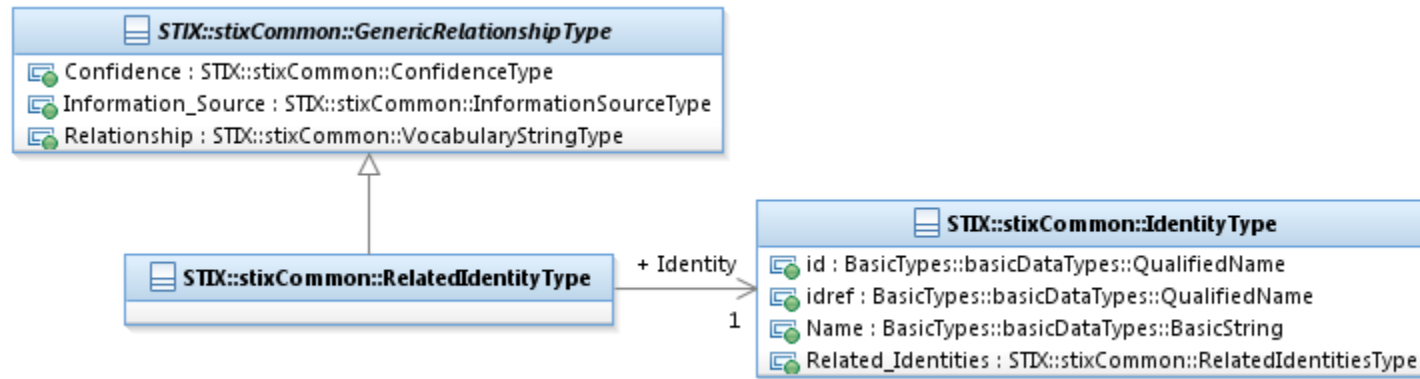 STIX::stixCommon::GenericRelationshipType
Confidence : STIX::stixCommon::ConfidenceType
Information_Source : STIX::stixCommon::InformationSourceType
Relationship : STIX::stixCommon::VocabularyStringType
STIX::stixCommon::RelatedIdentityType
+ Identity
1
STIX::stixCommon::IdentityType
id : BasicTypes::basicDataTypes::QualifiedName
idref : BasicTypes::basicDataTypes::QualifiedName
Name : BasicTypes::basicDataTypes::BasicString
Related_Identities : STIX::stixCommon::RelatedIdentitiesType